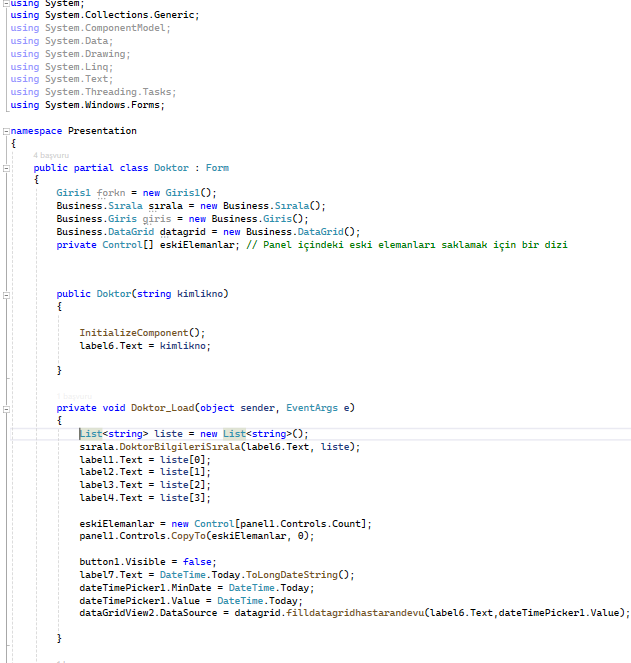 using System;
using System.Collections.Generic;
using System.ComponentModel;
using System.Data;
using System.Drawing;
using System.Linq;
using System.Text;
using System.Threading.Tasks;
using System.Windows.Forms;
namespace Presentation
{
4 başvuru
public partial class Doktor : Form
{
Giris1 forkn = new Giris1();
Business.Sırala sırala = new Business.Sırala();
Business.Giris giris = new Business.Giris();
Business.DataGrid datagrid = new Business.DataGrid();
private Control[] eskiElemanlar; // Panel içindeki eski elemanları saklamak için bir dizi
public Doktor(string kimlikno)
{
InitializeComponent();
label6.Text = kimlikno;
}
private void Doktor_Load(object sender, EventArgs e)
{
List<string> liste = new List<string>();
sırala.DoktorBilgileriSırala(label6.Text, liste);
label1.Text = liste[0];
label2.Text = liste[1];
label3.Text = liste[2];
label4.Text = liste[3];
eskiElemanlar = new Control[panel1.Controls.Count];
panel1.Controls.CopyTo(eskiElemanlar, 0);
button1.Visible = false;
label7.Text = DateTime.Today.ToLongDateString();
dateTimePicker1.MinDate = DateTime.Today;
dateTimePicker1.Value = DateTime.Today;
dataGridView2.DataSource = datagrid.filldatagridhastarandevu(label6.Text,dateTimePicker1.Value);
}